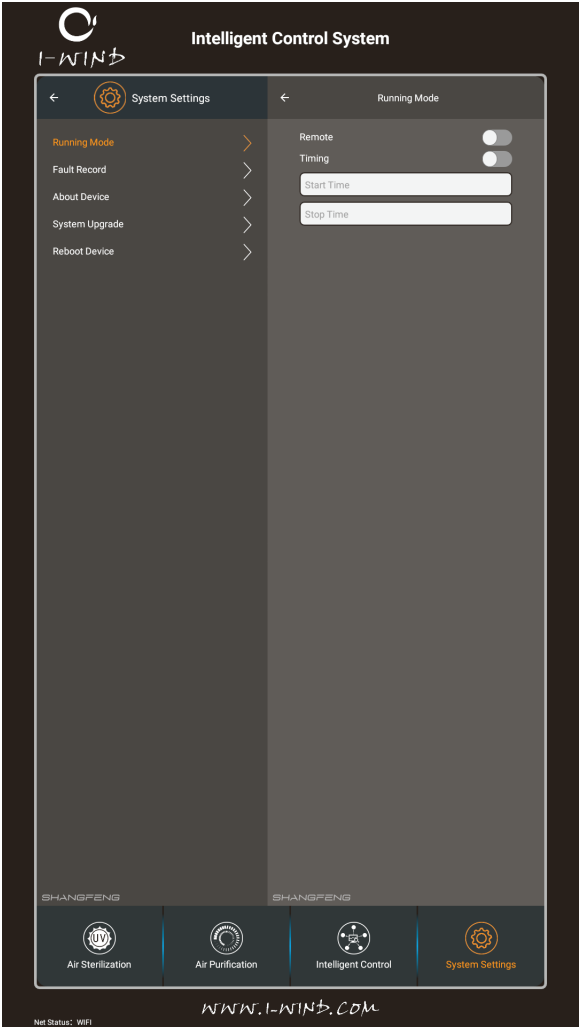 I-WIND
Intelligent Control System
System Settings
Running Mode
Fault Record
About Device
System Upgrade
Reboot Device
Running Mode
Remote
Timing
Start Time
Stop Time
SHANGFENG
SHANGFENG
UV
Air Sterilization
Air Purification
Intelligent Control
System Settings
WWW.I-WIND.COM
Net Status: WIFI